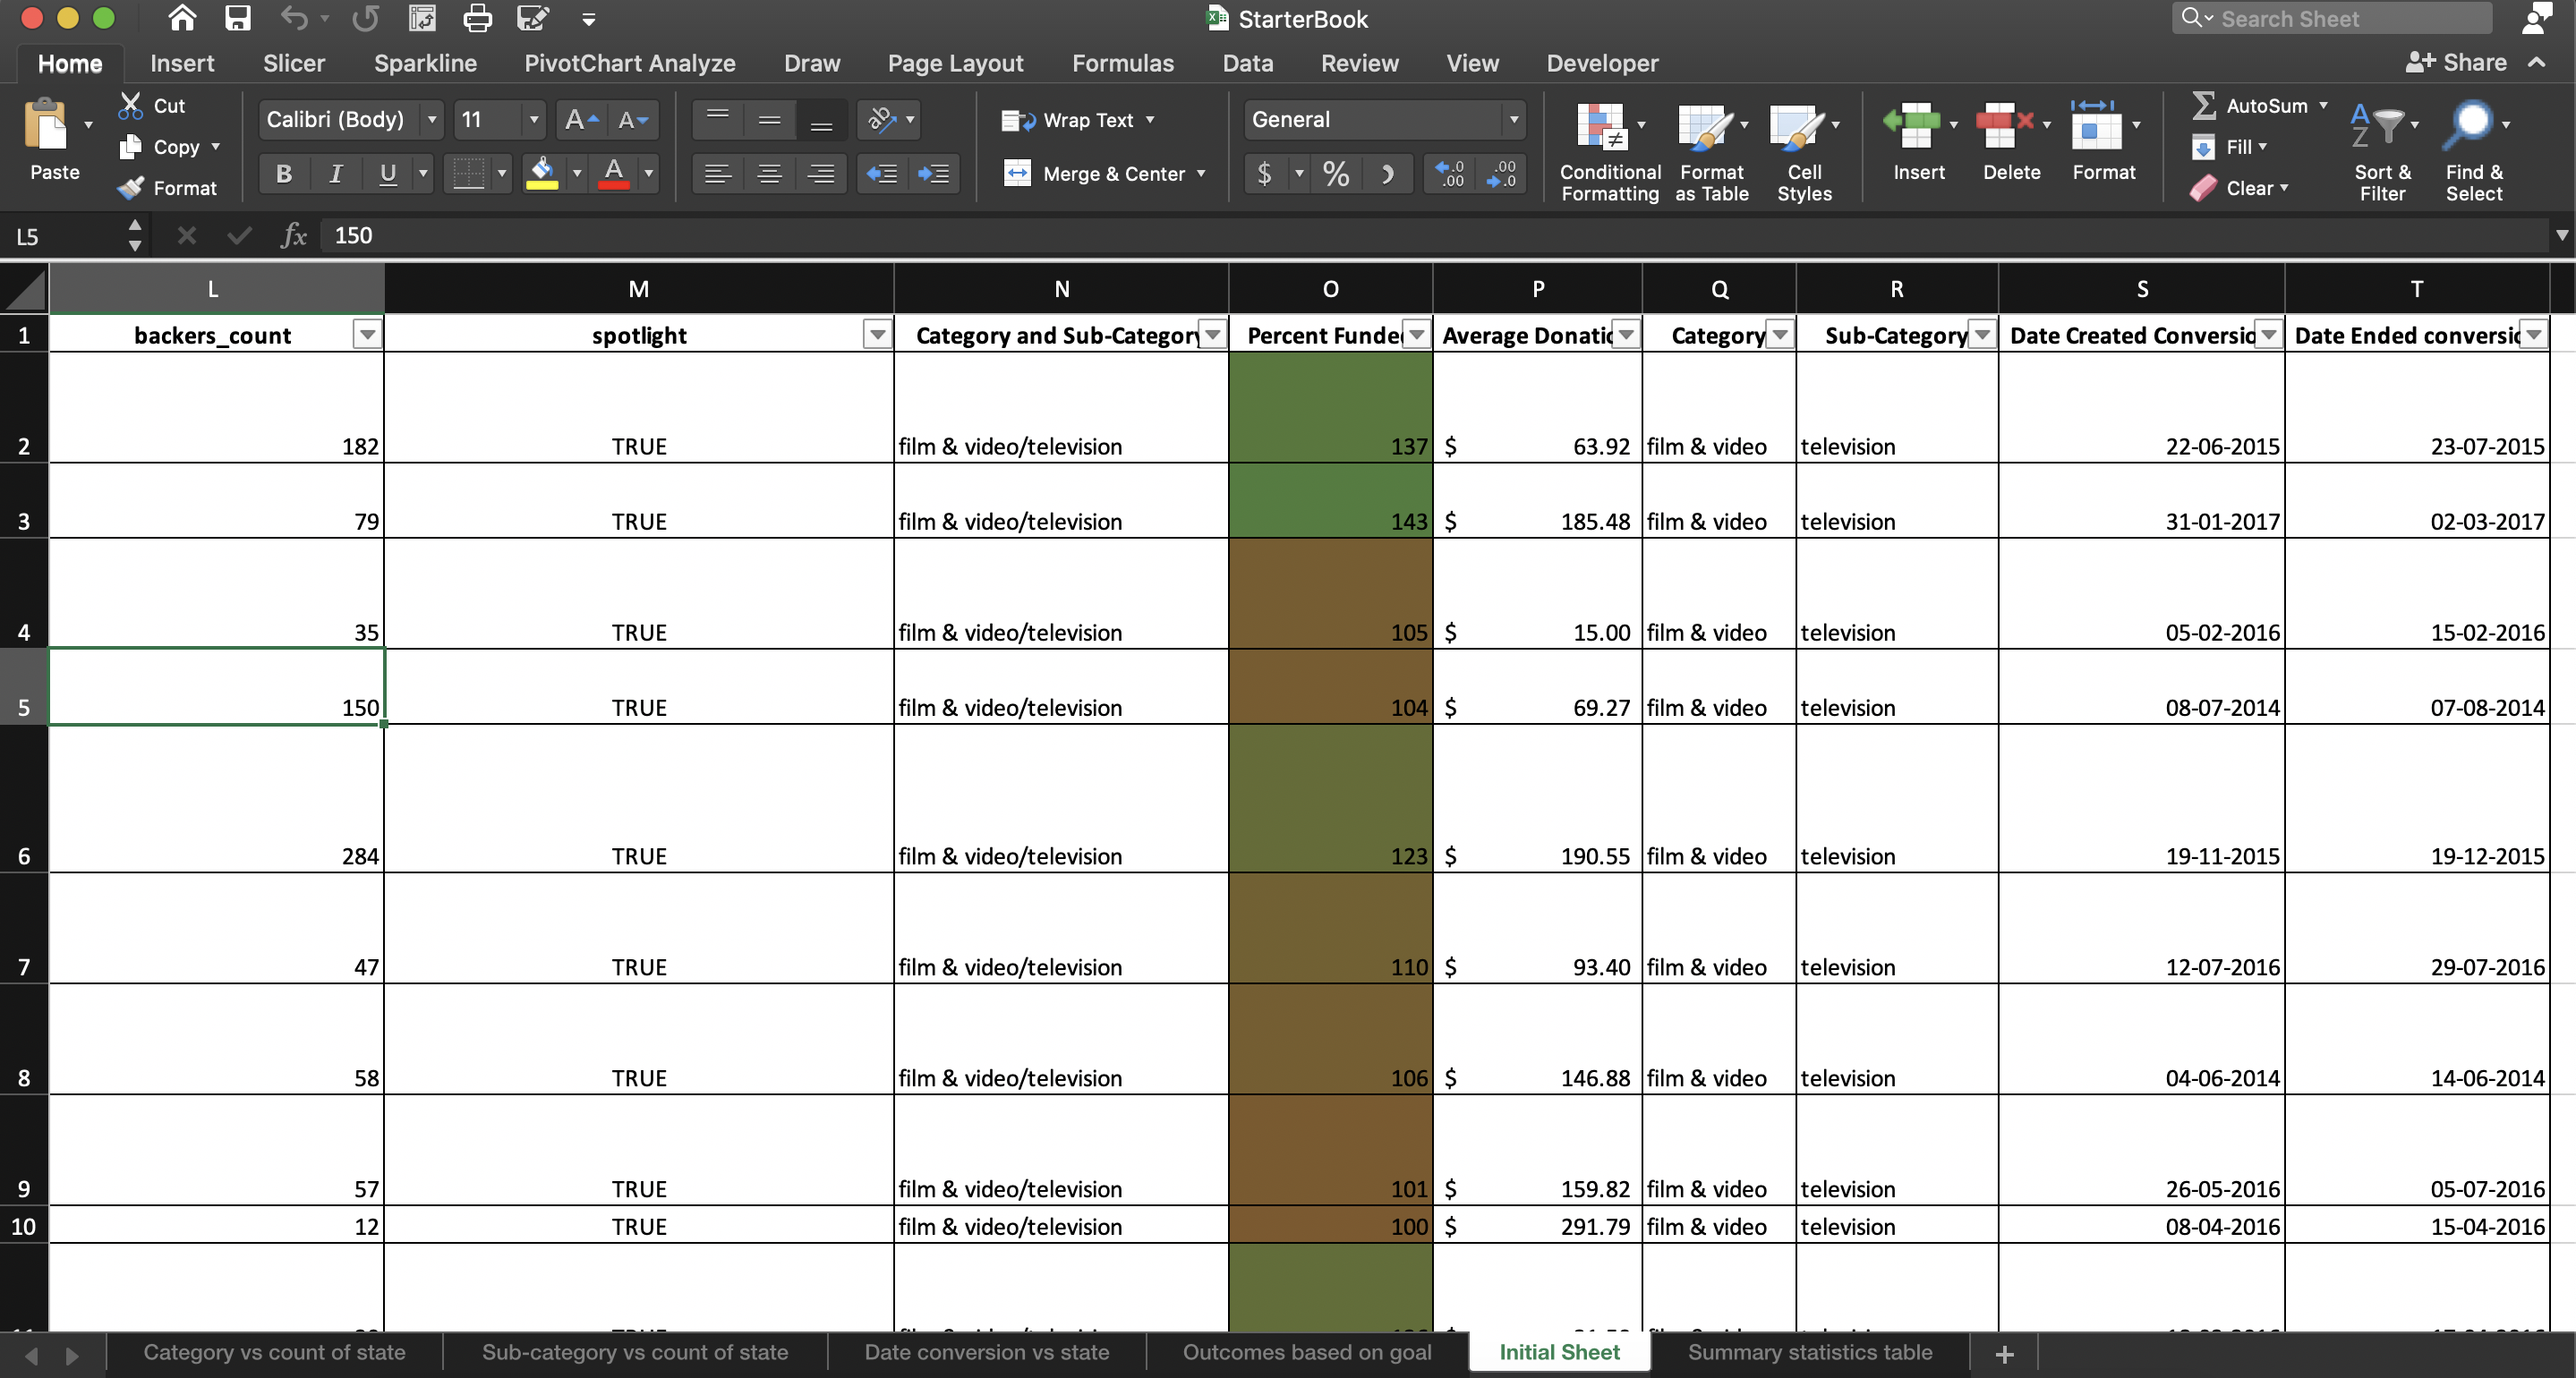 StarterBook
Search Sheet
Home Insert Slicer Sparkline PivotChart Analyze Draw Page Layout Formulas Data Review View Developer Share
Paste
Cut
Copy
Format
Calibri (Body) 11
B I U
Wrap Text
Merge & Center
General
$ %
Conditional Formatting
Format as Table
Cell Styles
Insert
Delete
Format
AutoSum
Fill
Clear
Sort & Filter
Find & Select
L5 fx 150
L M N O P Q R S T
1 backers_count spotlight Category and Sub-Category Percent Funde Average Donatic Category Sub-Category Date Created Conversio Date Ended conversic
2 182 TRUE film & video/television 137 $ 63.92 film & video television 22-06-2015 23-07-2015
3 79 TRUE film & video/television 143 $ 185.48 film & video television 31-01-2017 02-03-2017
4 35 TRUE film & video/television 105 $ 15.00 film & video television 05-02-2016 15-02-2016
5 150 TRUE film & video/television 104 $ 69.27 film & video television 08-07-2014 07-08-2014
6 284 TRUE film & video/television 123 $ 190.55 film & video television 19-11-2015 19-12-2015
7 47 TRUE film & video/television 110 $ 93.40 film & video television 12-07-2016 29-07-2016
8 58 TRUE film & video/television 106 $ 146.88 film & video television 04-06-2014 14-06-2014
9 57 TRUE film & video/television 101 $ 159.82 film & video television 26-05-2016 05-07-2016
10 12 TRUE film & video/television 100 $ 291.79 film & video television 08-04-2016 15-04-2016
Category vs count of state Sub-category vs count of state Date conversion vs state Outcomes based on goal Initial Sheet Summary statistics table +